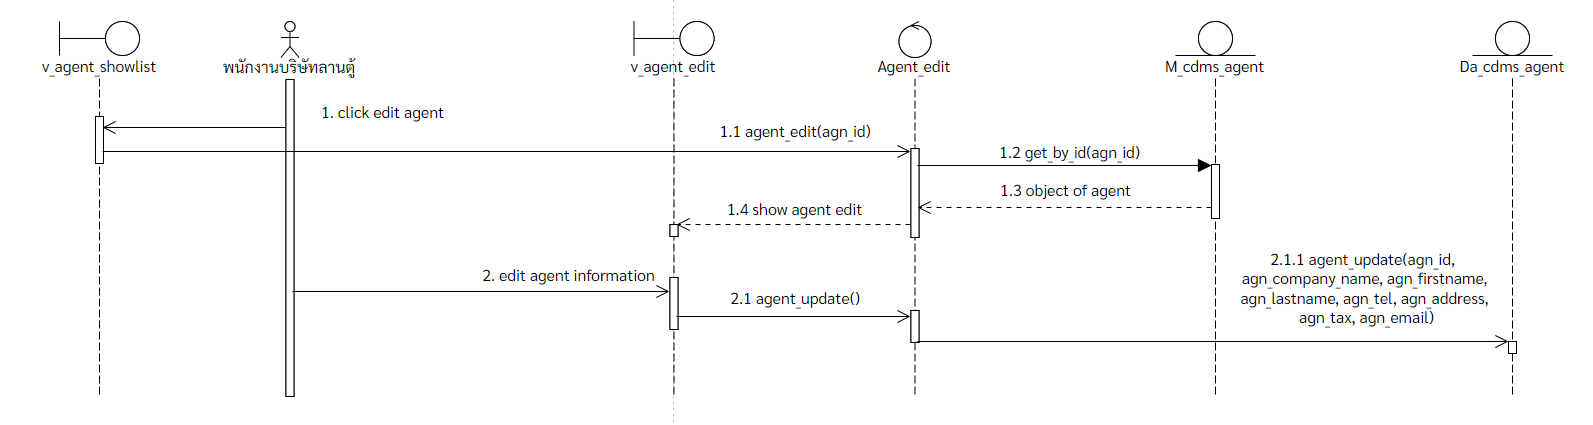 v_agent_showlist
พนักงานบริษัทลานตู้
v_agent_edit
Agent_edit
M_cdms_agent
Da_cdms_agent
1. click edit agent
1.1 agent_edit(agn_id)
1.2 get_by_id(agn_id)
1.3 object of agent
1.4 show agent edit
2. edit agent information
2.1 agent_update()
2.1.1 agent_update(agn_id,
agn_company_name, agn_firstname,
agn_lastname, agn_tel, agn_address,
agn_tax, agn_email)